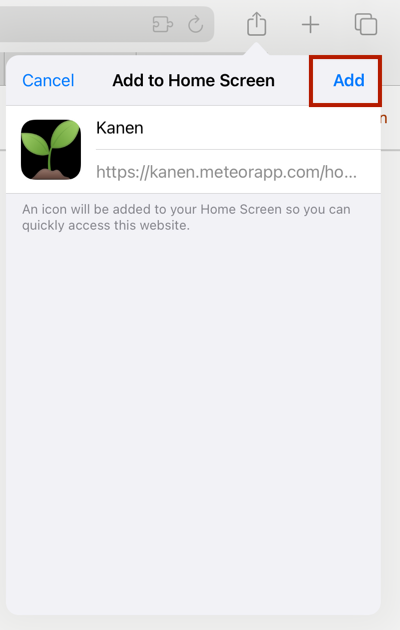 Cancel Add to Home Screen Add
n
Kanen
https://kanen.meteorapp.com/ho...
An icon will be added to your Home Screen so you can
quickly access this website.